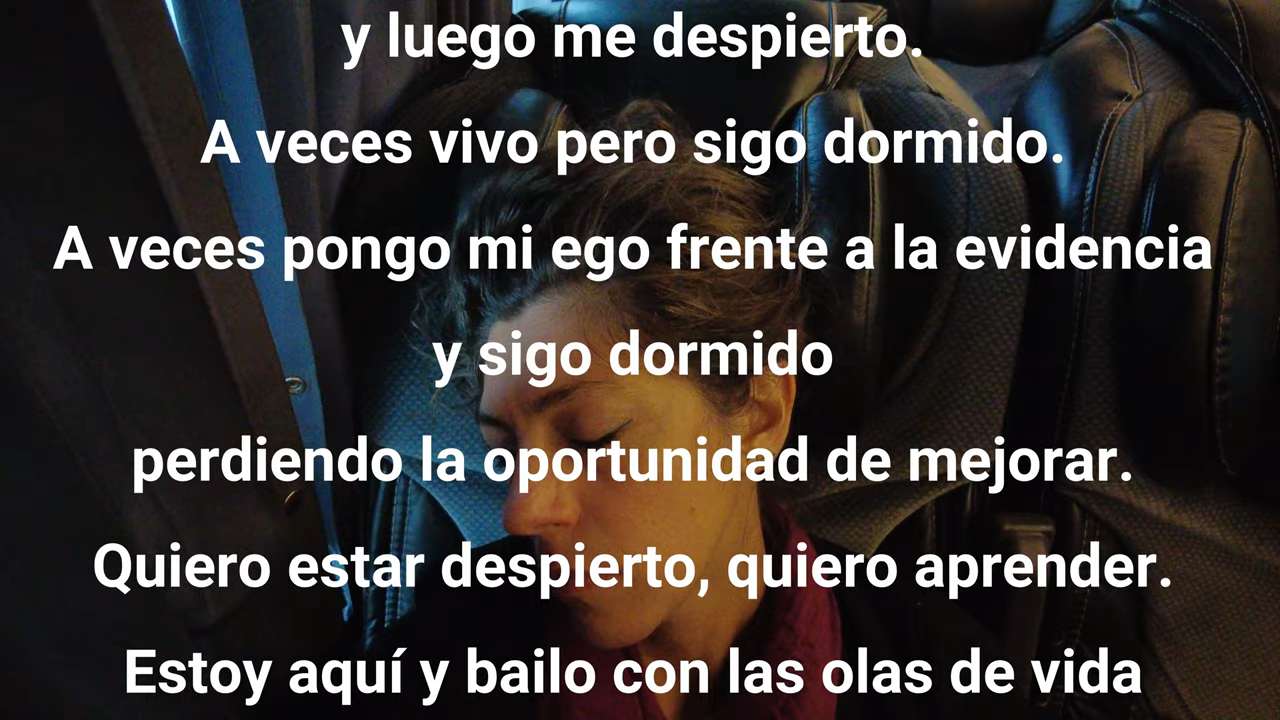 y luego me despierto.
A veces vivo pero sigo dormido.
A veces pongo mi ego frente a la evidencia
y sigo dormido
perdiendo la oportunidad de mejorar.
Quiero estar despierto, quiero aprender.
Estoy aquí y bailo con las olas de vida